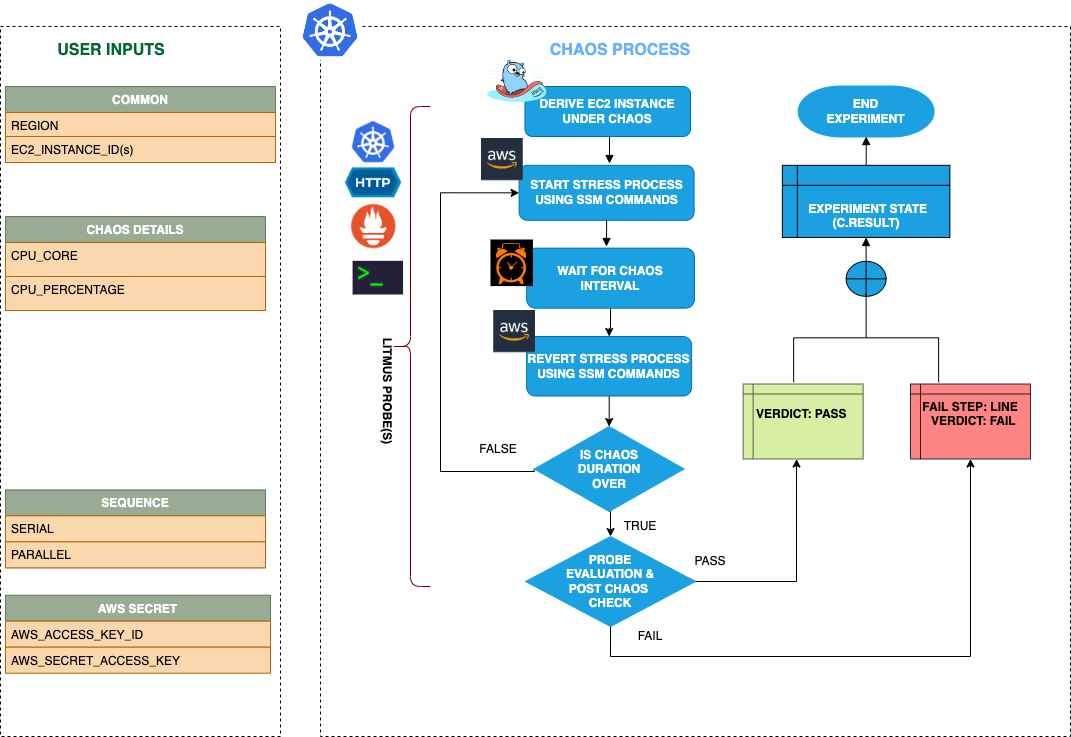 USER INPUTS
COMMON
REGION
EC2_INSTANCE_ID(s)
CHAOS DETAILS
CPU_CORE
CPU_PERCENTAGE
SEQUENCE
SERIAL
PARALLEL
AWS SECRET
AWS_ACCESS_KEY_ID
AWS_SECRET_ACCESS_KEY
CHAOS PROCESS
HTTP
>_
LITMUS PROBE(S)
DERIVE EC2 INSTANCE
UNDER CHAOS
aws
START STRESS PROCESS
USING SSM COMMANDS
WAIT FOR CHAOS
INTERVAL
aws
REVERT STRESS PROCESS
USING SSM COMMANDS
IS CHAOS
DURATION
OVER
FALSE
TRUE
PROBE
EVALUATION &
POST CHAOS
CHECK
PASS
FAIL
END
EXPERIMENT
EXPERIMENT STATE
(C.RESULT)
VERDICT: PASS
FAIL STEP: LINE
VERDICT: FAIL